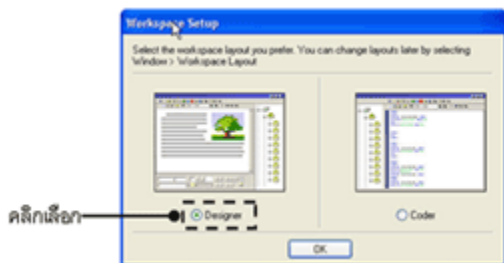 Workspace Setup
Select the workspace layout you prefer. You can change layouts later by selecting
Window > Workspace Layout
คลิกเลือก
Designer
Coder
OK